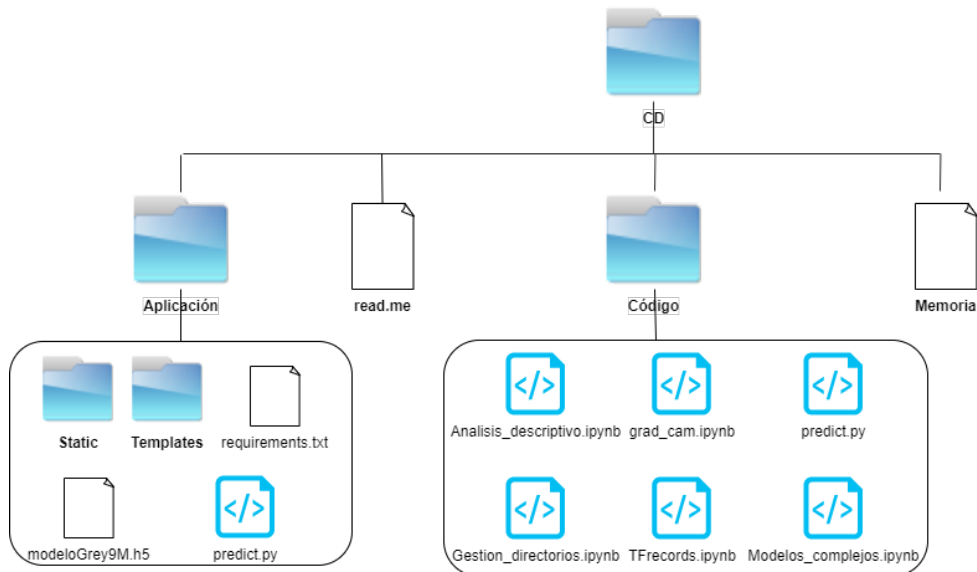 CD
Aplicación
read.me
Código
Memoria
Static
Templates
requirements.txt
modeloGrey9M.h5
predict.py
Analisis_descriptivo.ipynb
grad_cam.ipynb
predict.py
Gestion_directorios.ipynb
TFrecords.ipynb
Modelos_complejos.ipynb